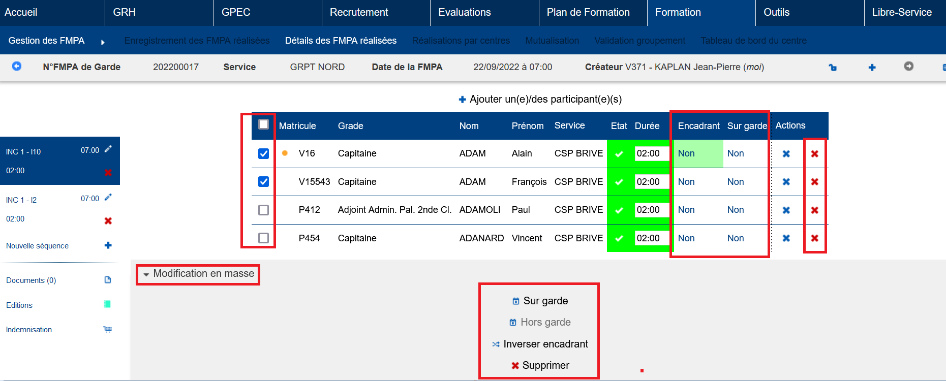 Accueil GRH GPEC Recrutement Evaluations Plan de Formation Formation Outils Libre-Service
Gestion des FMPA Enregistrement des FMPA réalisées Détails des FMPA réalisées Réalisations par centres Mutualisation Validation groupement Tableau de bord du centre
N°FMPA de Garde 202200017 Service GRPT NORD Date de la FMPA 22/09/2022 à 07:00 Créateur V371 - KAPLAN Jean-Pierre (moi)
Ajouter un(e)/des participant(e)(s)
Matricule Grade Nom Prénom Service Etat Durée Encadrant Sur garde Actions
V16 Capitaine ADAM Alain CSP BRIVE 02:00 Non Non
V15543 Capitaine ADAM François CSP BRIVE 02:00 Non Non
P412 Adjoint Admin. Pal. 2nde Cl. ADAMOLI Paul CSP BRIVE 02:00 Non Non
P454 Capitaine ADANARD Vincent CSP BRIVE 02:00 Non Non
INC 1 - I10 07:00
02:00
INC 1 - I2 07:00
02:00
Nouvelle séquence
Documents (0)
Editions
Indemnisation
Modification en masse
Sur garde
Hors garde
Inverser encadrant
Supprimer